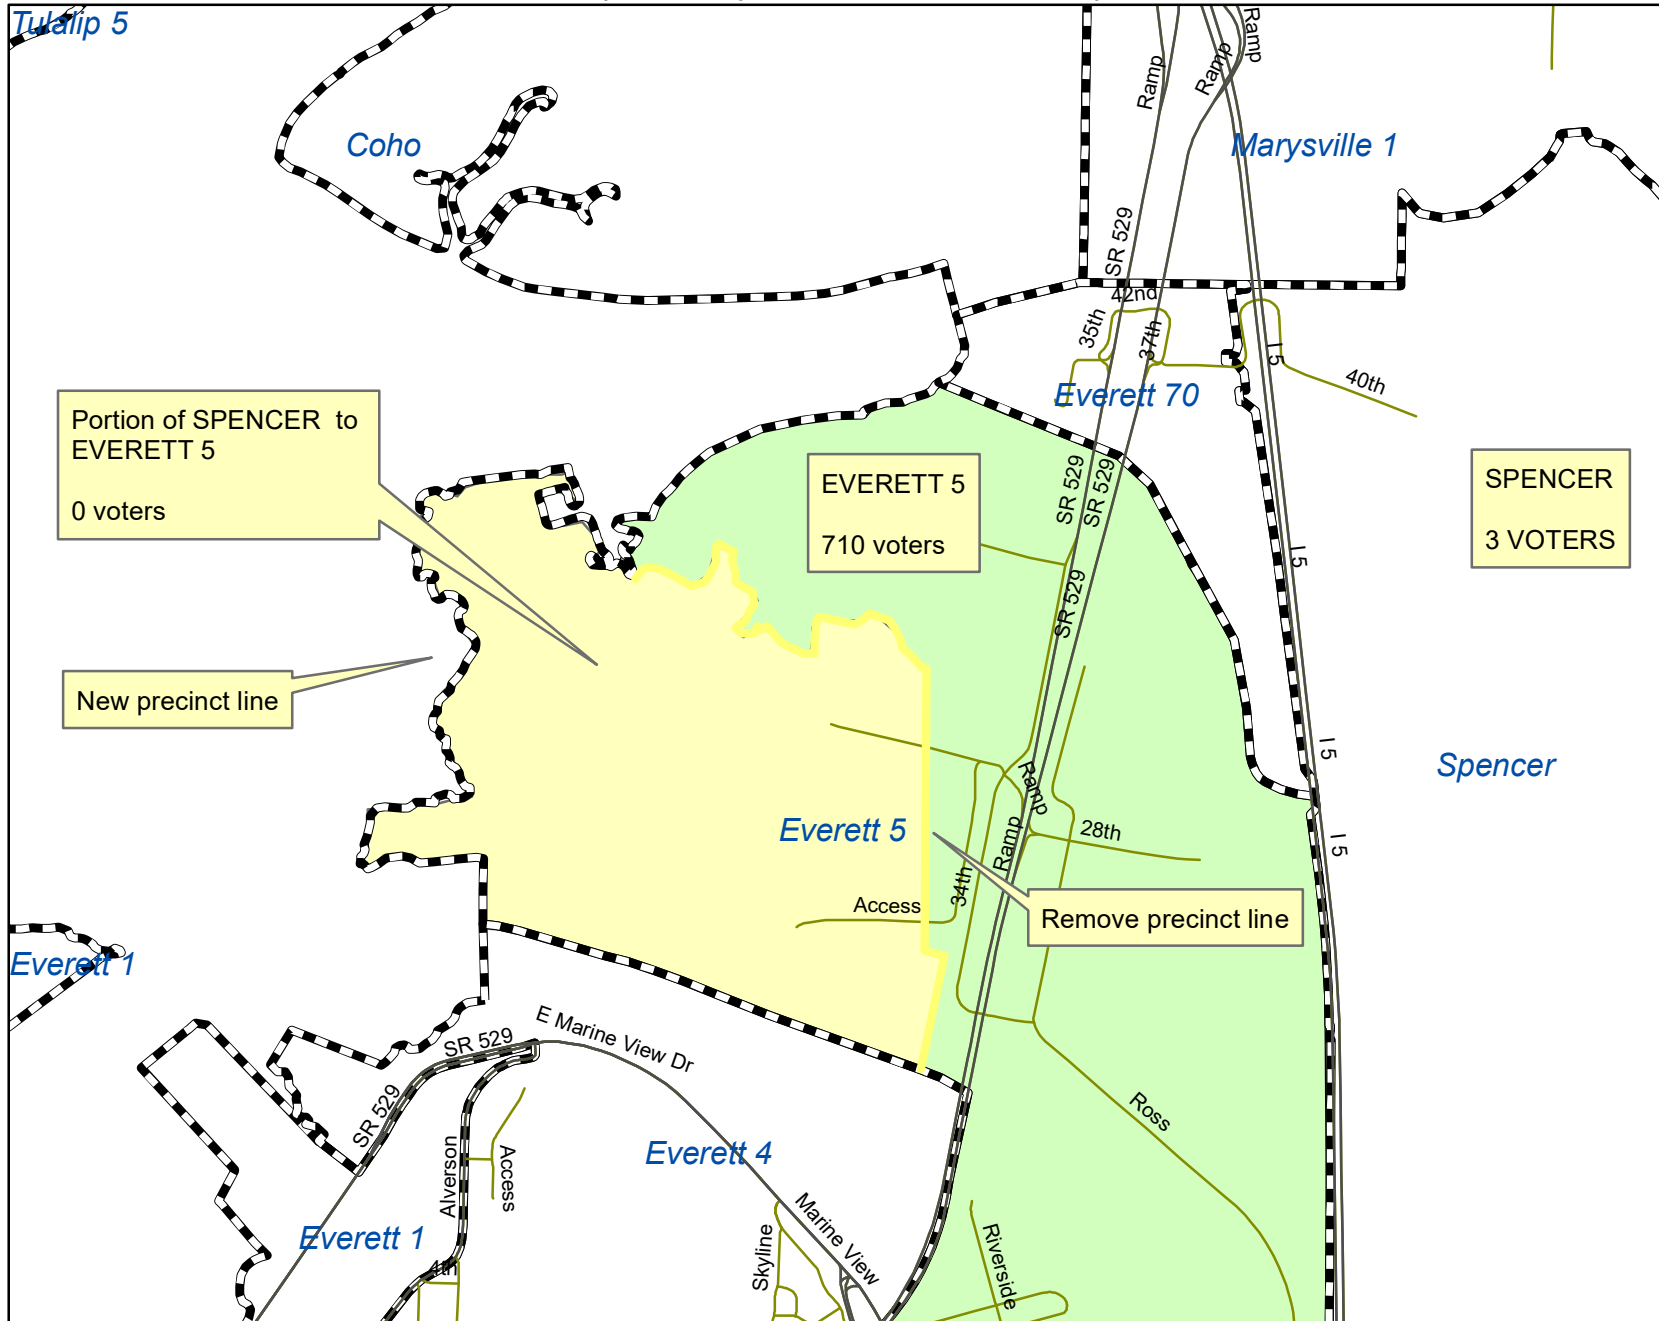 Tulalip 5
Ramp
Ramp
Ramp
Coho
Marysville 1
SR 529
42nd
35th
37th
I 5
40th
Everett 70
Portion of SPENCER to
EVERETT 5
0 voters
EVERETT 5
710 voters
SR 529
SR 529
SPENCER
3 VOTERS
I 5
SR 529
New precinct line
I 5
Spencer
Ramp
Everett 5
Ramp
28th
I 5
34th
Access
Remove precinct line
Everett 1
E Marine View Dr
SR 529
SR 529
Ross
Everett 4
Alverson
Access
Everett 1
Marine View
Skyline
Riverside
4th